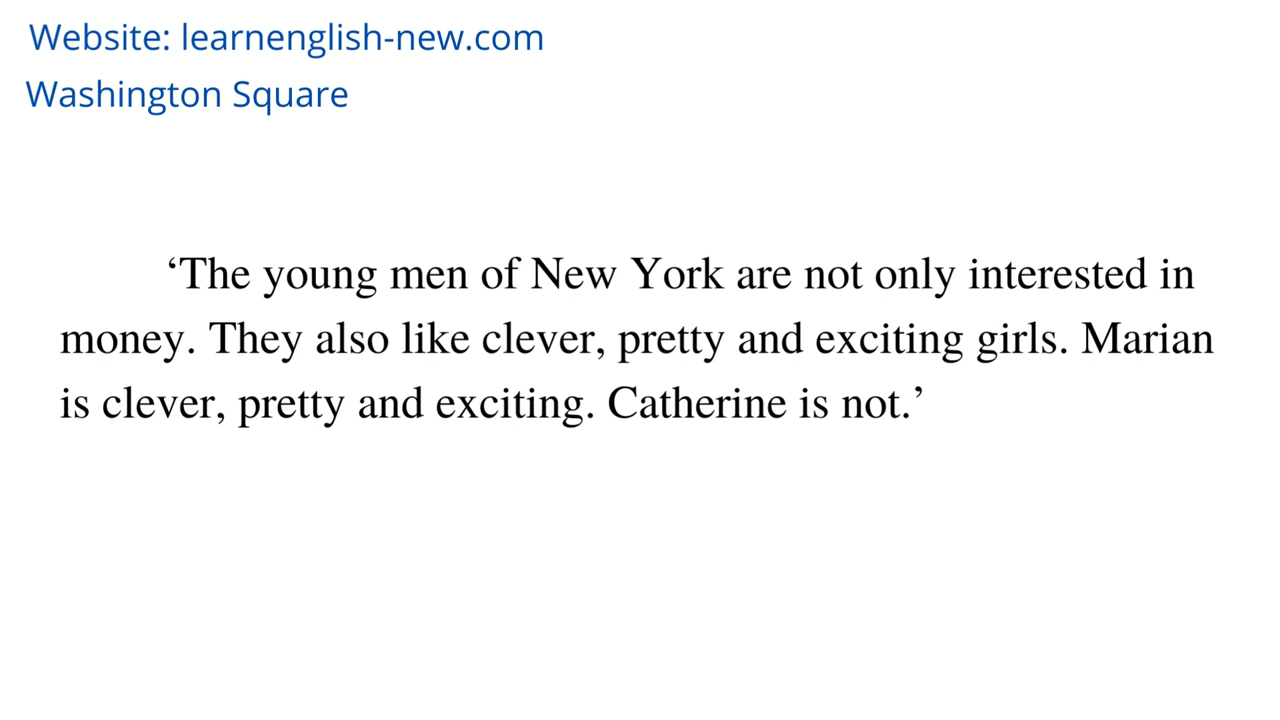 Website: learnenglish-new.com
Washington Square
‘The young men of New York are not only interested in
money. They also like clever, pretty and exciting girls. Marian
is clever, pretty and exciting. Catherine is not.’